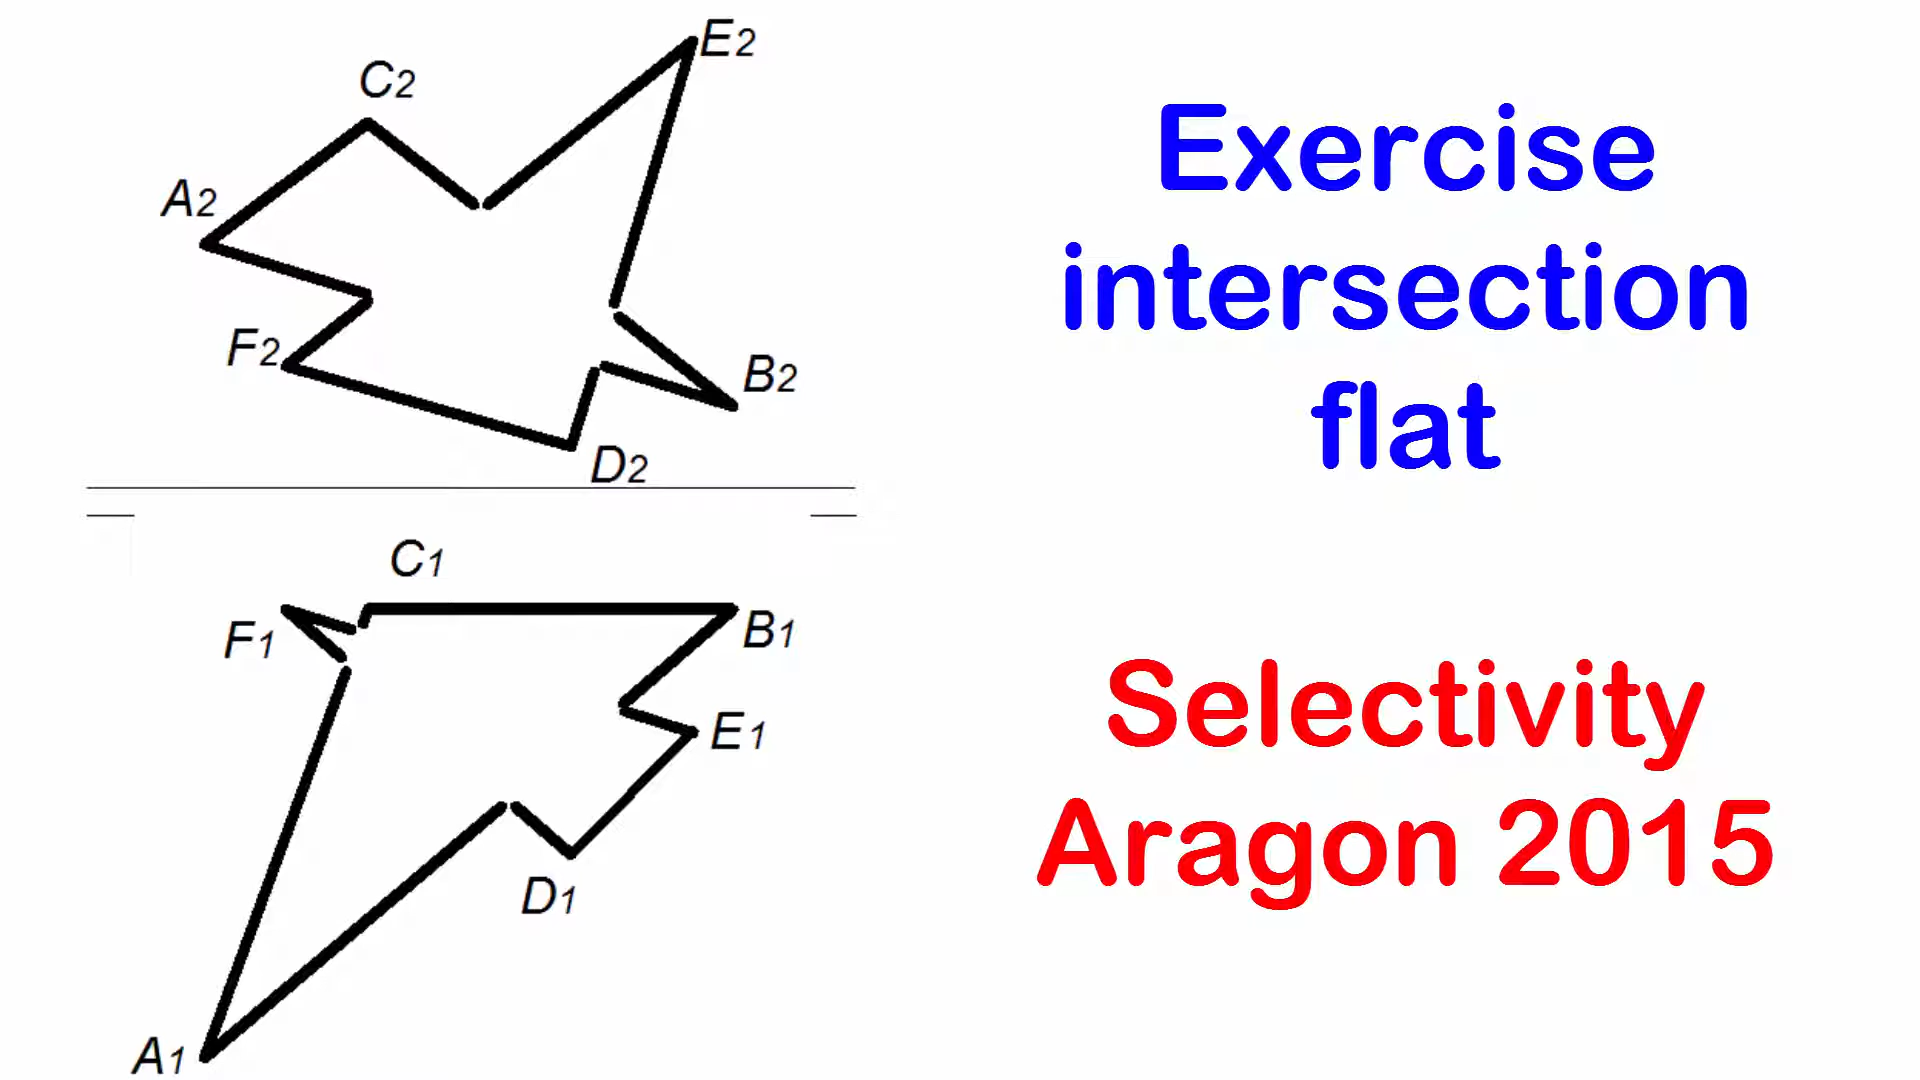 E2
C2
A2
F2
B2
D2
C1
F1
B1
E1
D1
A1
Exercise
intersection
flat
Selectivity
Aragon 2015